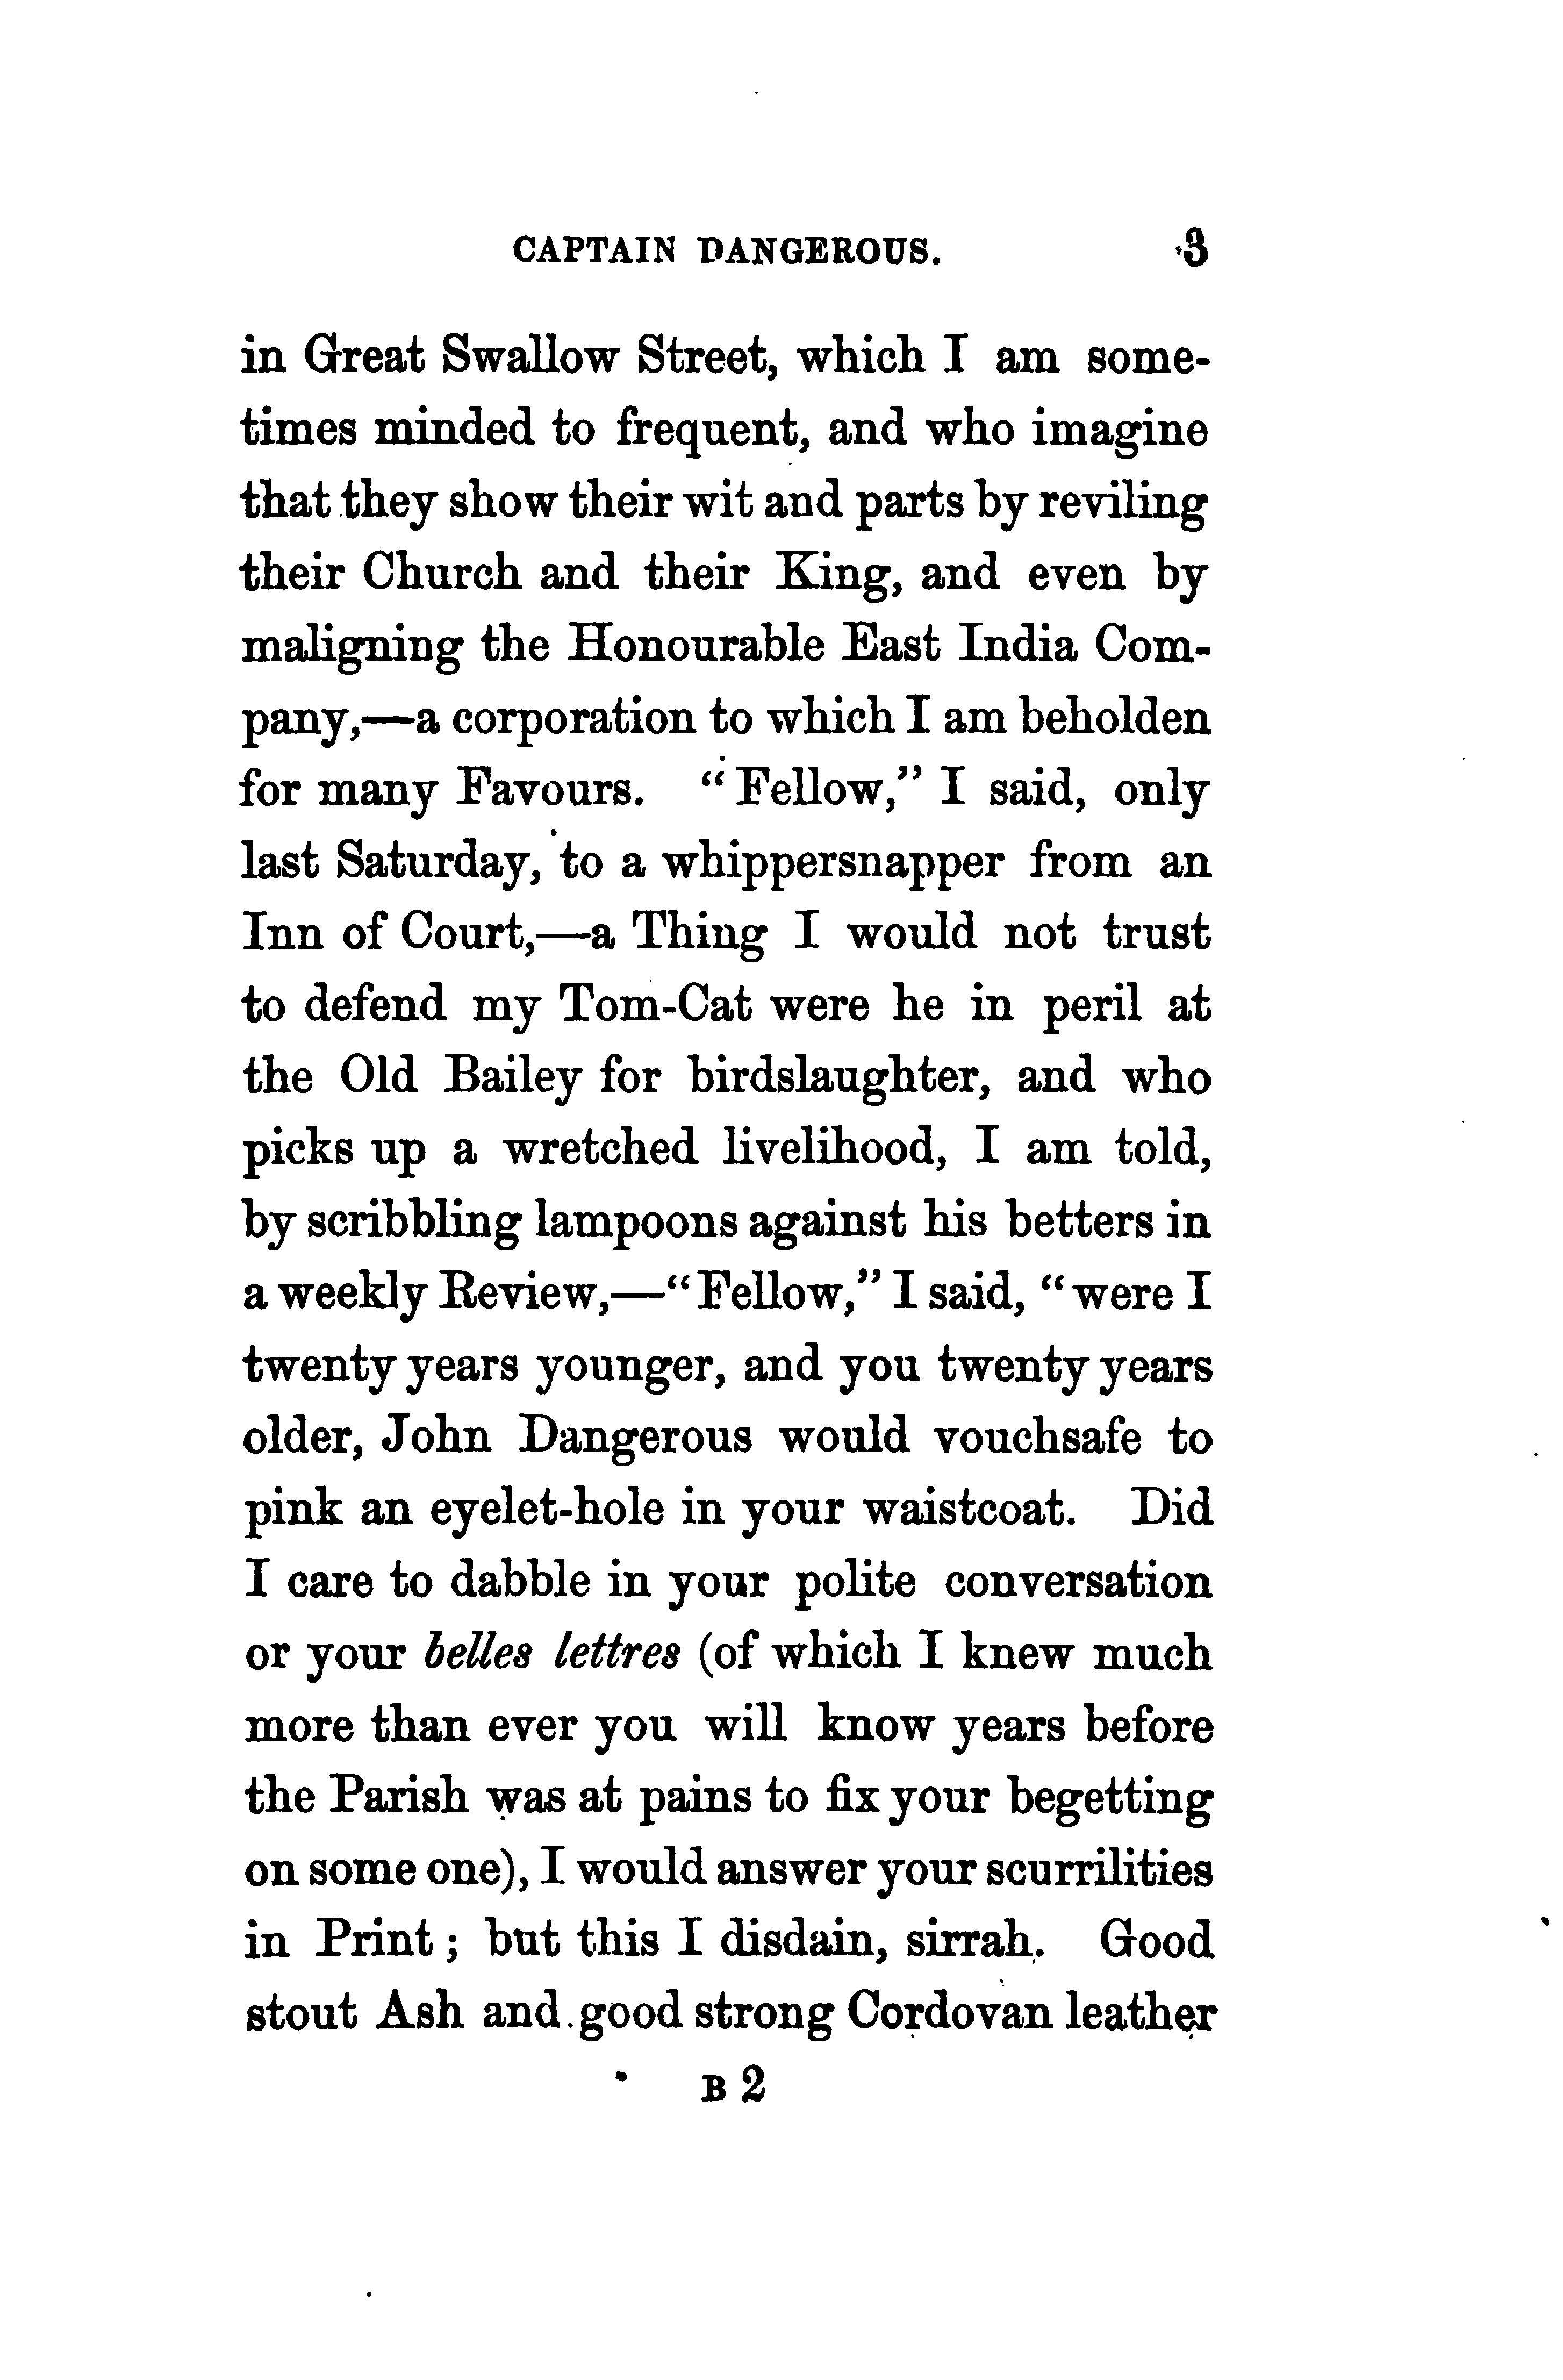 CAPTAIN DANGEROUS. 3
in Great Swallow Street, which I am some-
times minded to frequent, and who imagine
that they show their wit and parts by reviling
their Church and their King, and even by
maligning the Honourable East India Com-
pany,—a corporation to which I am beholden
for many Favours. "Fellow," I said, only
last Saturday, to a whippersnapper from an
Inn of Court,—a Thing I would not trust
to defend my Tom-Cat were he in peril at
the Old Bailey for birdslaughter, and who
picks up a wretched livelihood, I am told,
by scribbling lampoons against his betters in
a weekly Review,—"Fellow," I said, "were I
twenty years younger, and you twenty years
older, John Dangerous would vouchsafe to
pink an eyelet-hole in your waistcoat. Did
I care to dabble in your polite conversation
or your belles lettres (of which I knew much
more than ever you will know years before
the Parish was at pains to fix your begetting
on some one), I would answer your scurrilities
in Print; but this I disdain, sirrah. Good
stout Ash and good strong Cordovan leather
B 2